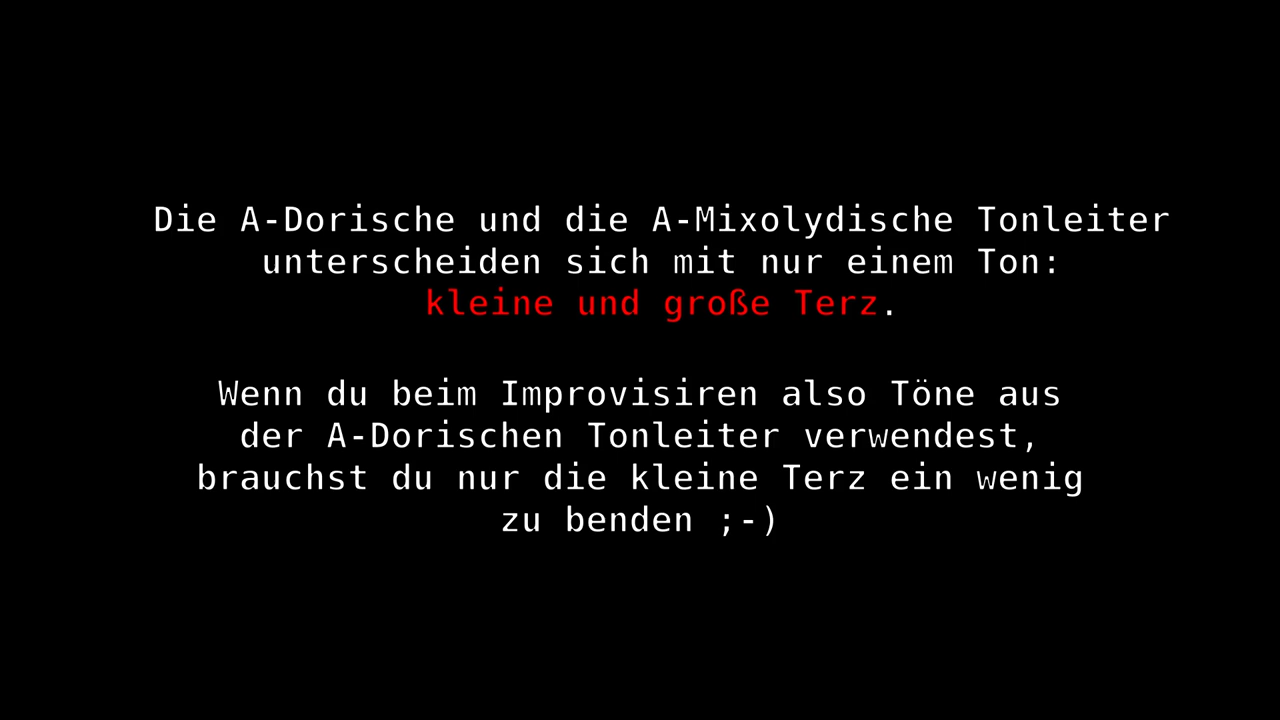 Die A-Dorische und die A-Mixolydische Tonleiter
unterscheiden sich mit nur einem Ton:
kleine und große Terz.
Wenn du beim Improvisiren also Töne aus
der A-Dorischen Tonleiter verwendest,
brauchst du nur die kleine Terz ein wenig
zu benden ;-)